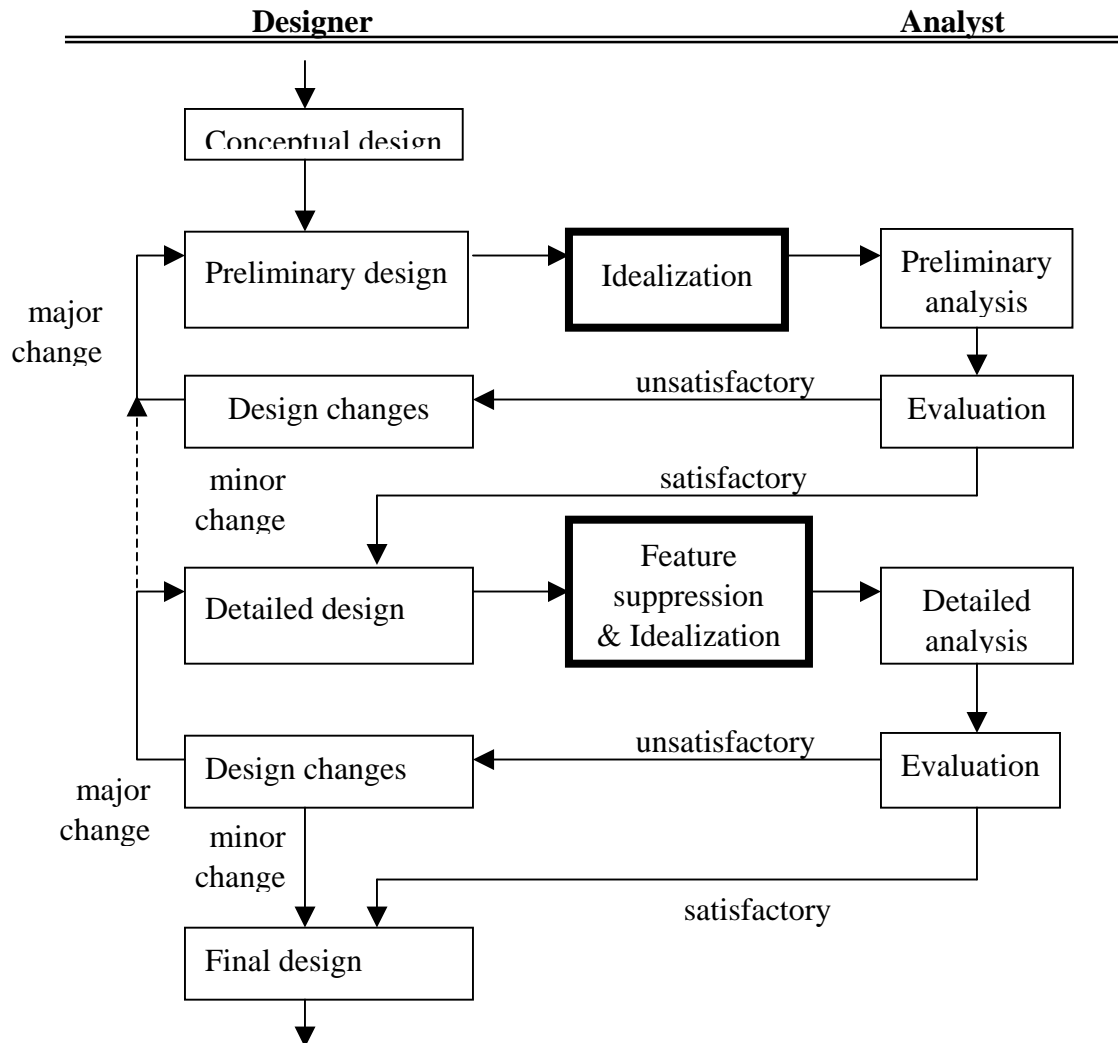 Designer
Analyst
Conceptual design
Preliminary design
Idealization
Preliminary
analysis
major
change
unsatisfactory
Design changes
Evaluation
minor
change
satisfactory
Feature
suppression
& Idealization
Detailed design
Detailed
analysis
unsatisfactory
Design changes
Evaluation
major
change
minor
change
satisfactory
Final design